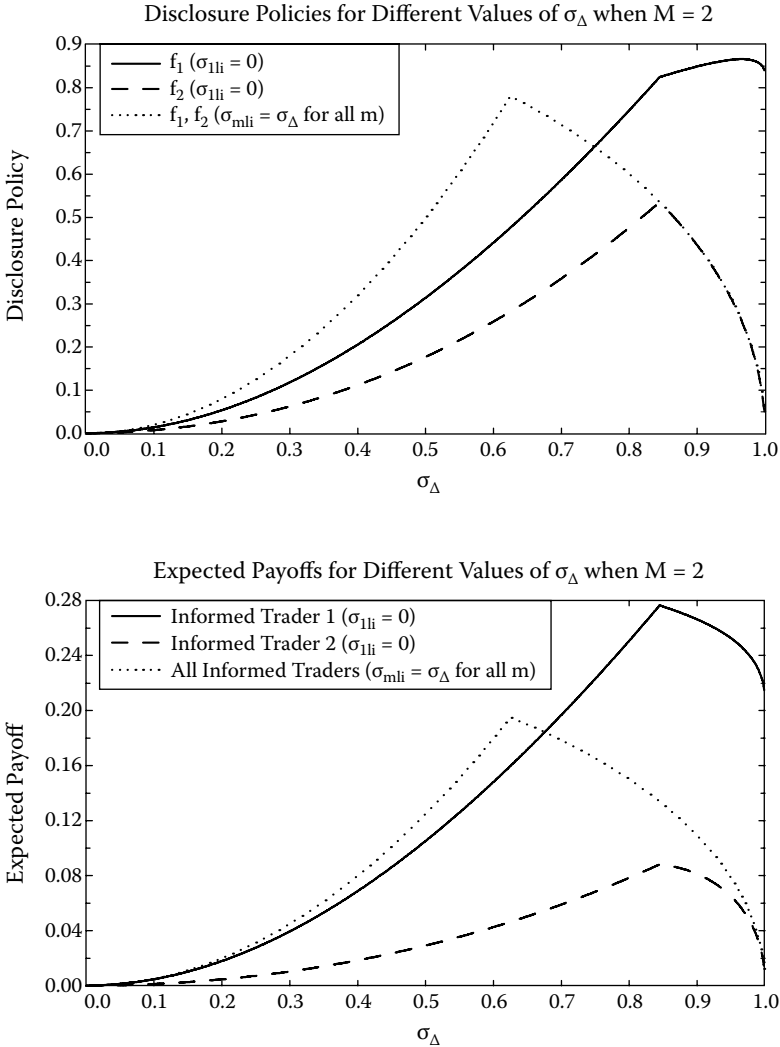 Disclosure Policies for Different Values of σΔ when M = 2
0.9
0.8
0.7
0.6
0.5
0.4
0.3
0.2
0.1
0.0
Disclosure Policy
f1 (σ1li = 0)
f2 (σ1li = 0)
f1, f2 (σmli = σΔ for all m)
0.0 0.1 0.2 0.3 0.4 0.5 0.6 0.7 0.8 0.9 1.0
σΔ
Expected Payoffs for Different Values of σΔ when M = 2
0.28
0.24
0.20
0.16
0.12
0.08
0.04
0.00
Expected Payoff
Informed Trader 1 (σ1li = 0)
Informed Trader 2 (σ1li = 0)
All Informed Traders (σmli = σΔ for all m)
0.0 0.1 0.2 0.3 0.4 0.5 0.6 0.7 0.8 0.9 1.0
σΔ